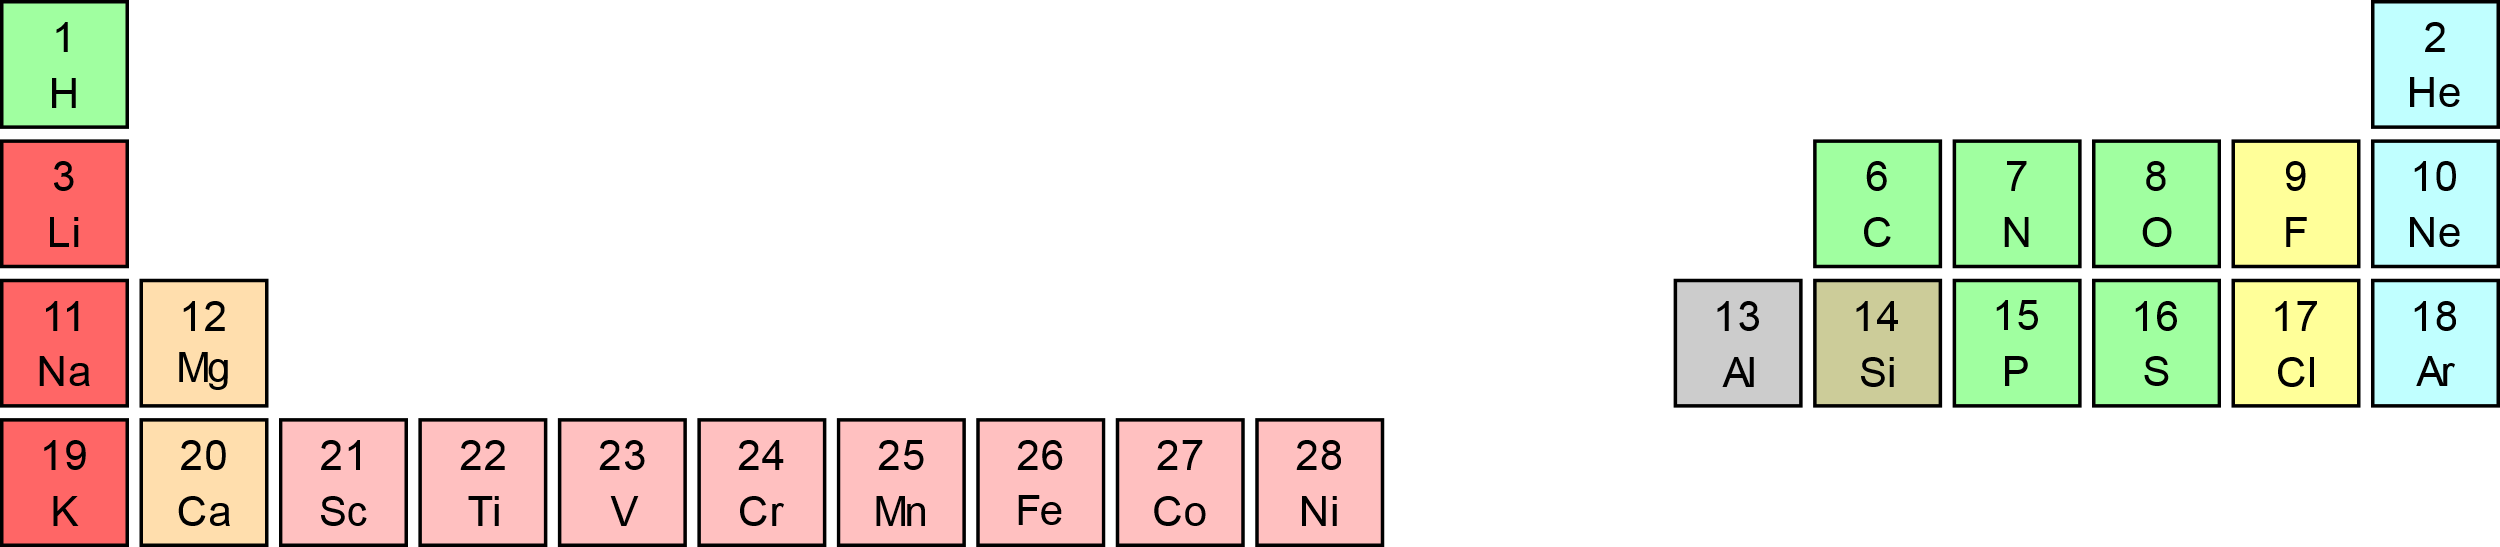 1 2
H He
3 6 7 8 9 10
Li C N O F Ne
11 12 13 14 15 16 17 18
Na Mg Al Si P S Cl Ar
19 20 21 22 23 24 25 26 27 28
K Ca Sc Ti V Cr Mn Fe Co Ni